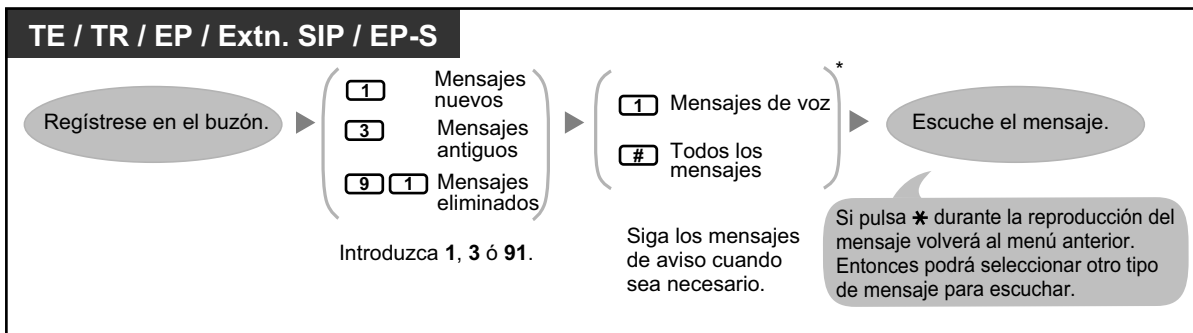 TE / TR / EP / Extn. SIP / EP-S
Regístrese en el buzón.
1 Mensajes
nuevos
3 Mensajes
antiguos
9 1 Mensajes
eliminados
Introduzca 1, 3 ó 91.
*
1 Mensajes de voz
# Todos los
mensajes
Siga los mensajes
de aviso cuando
sea necesario.
Escuche el mensaje.
Si pulsa * durante la reproducción del
mensaje volverá al menú anterior.
Entonces podrá seleccionar otro tipo
de mensaje para escuchar.